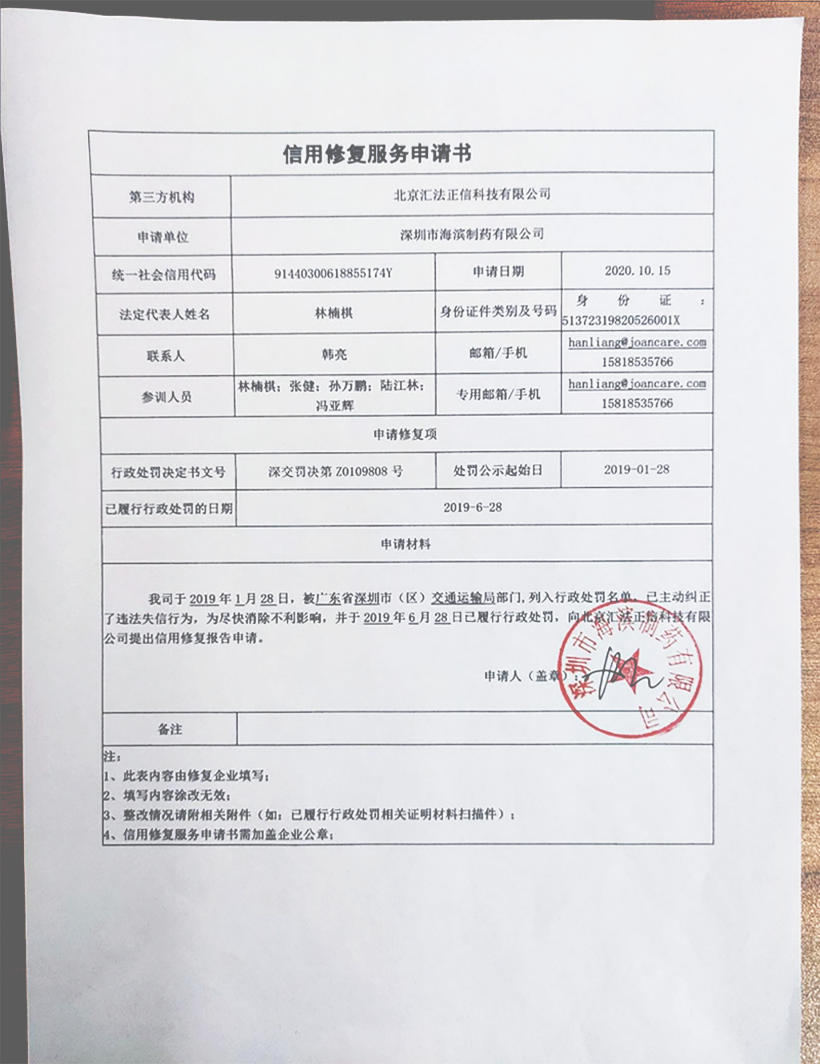 信用修复服务申请书
第三方机构 北京汇法正信科技有限公司
申请单位 深圳市海滨制药有限公司
统一社会信用代码 91440300618855174Y 申请日期 2020.10.15
法定代表人姓名 林楠棋 身份证件类别及号码 身份证：
51372319820526001X
联系人 韩亮 邮箱/手机 hanliang@joancare.com
15818535766
参训人员 林楠棋；张健；孙万鹏；陆江林；
冯亚辉 专用邮箱/手机 hanliang@joancare.com
15818535766
申请修复项
行政处罚决定书文号 深交罚决第 Z0109808 号 处罚公示起始日 2019-01-28
已履行行政处罚的日期 2019-6-28
申请材料
我司于 2019 年 1 月 28 日，被广东省深圳市（区）交通运输局部门,列入行政处罚名单，已主动纠正
了违法失信行为，为尽快消除不利影响，并于 2019 年 6 月 28 日已履行行政处罚，向北京汇法正信科技有限
公司提出信用修复报告申请。
申请人（盖章）：
深圳市海滨制药有限公司
备注
注：
1、此表内容由修复企业填写；
2、填写内容涂改无效；
3、整改情况请附相关附件（如：已履行行政处罚相关证明材料扫描件）；
4、信用修复服务申请书需加盖企业公章；